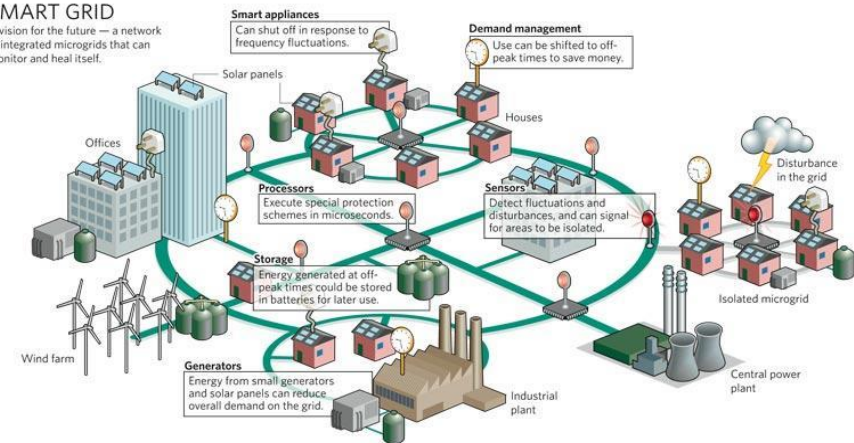 MART GRID
vision for the future — a network
integrated microgrids that can
onitor and heal itself.
Smart appliances
Can shut off in response to
frequency fluctuations.
Demand management
Use can be shifted to off-
peak times to save money.
Solar panels
Houses
Offices
Disturbance
in the grid
Processors
Execute special protection
schemes in microseconds.
Sensors
Detect fluctuations and
disturbances, and can signal
for areas to be isolated.
Storage
Energy generated at off-
peak times could be stored
in batteries for later use.
Isolated microgrid
Wind farm
Generators
Energy from small generators
and solar panels can reduce
overall demand on the grid.
Industrial
plant
Central power
plant